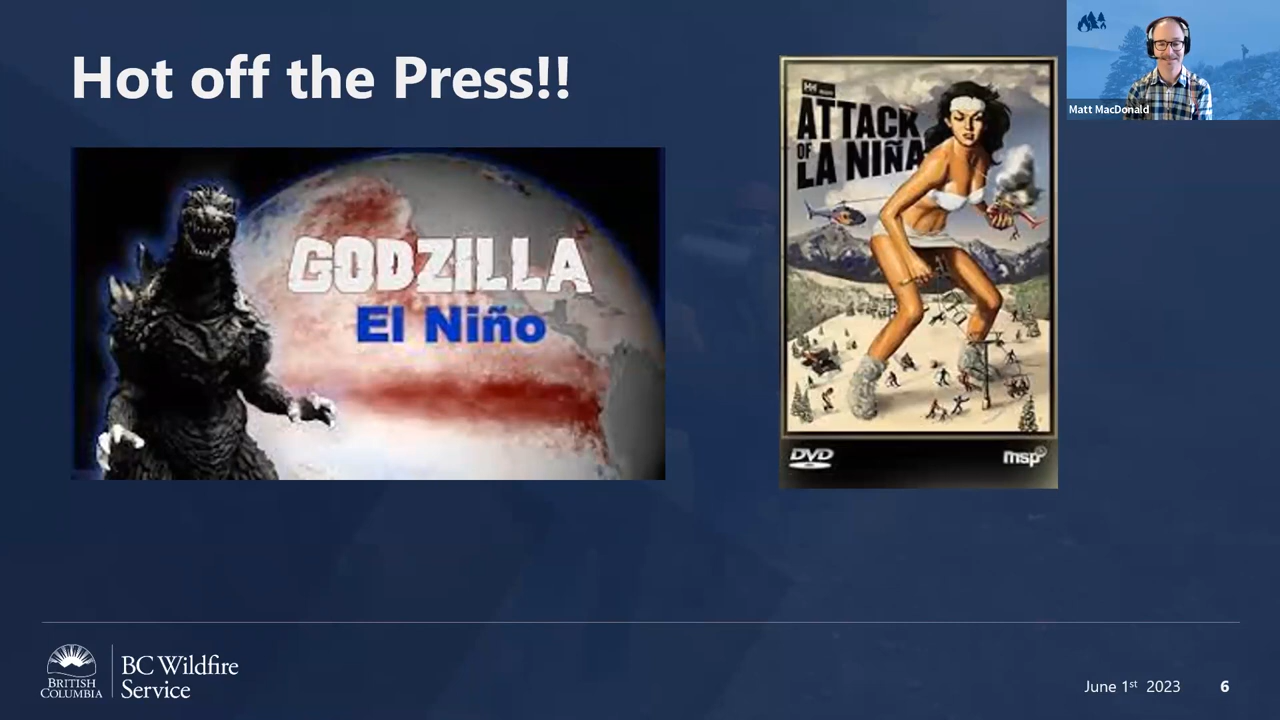 Hot off the Press!!
GODZILLA
El Niño
ATTACK
OF
LA NIÑA
DVD
msp
Matt MacDonald
BRITISH
COLUMBIA
BC Wildfire
Service
June 1st 2023
6